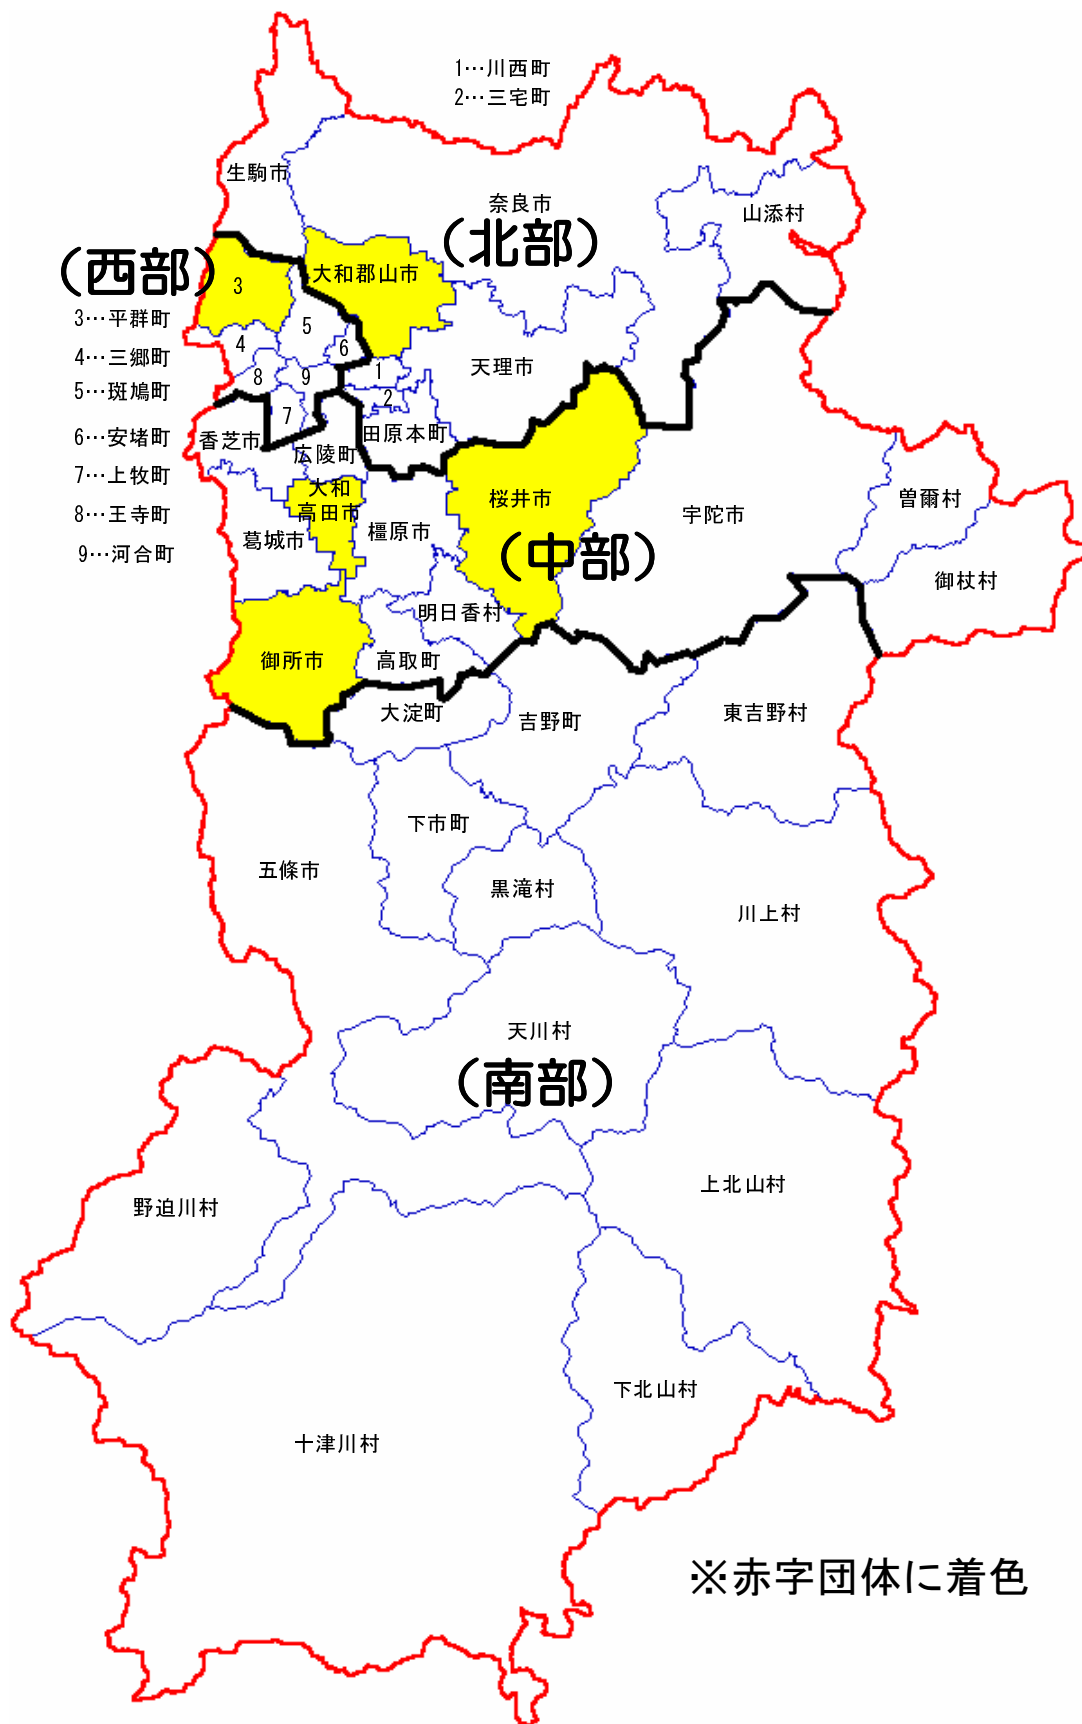 1…川西町
2…三宅町
生駒市
奈良市
山添村
(北部)
(西部)
大和郡山市
3
3…平群町
5
4
6
4…三郷町
天理市
1
8
9
5…斑鳩町
2
7
香芝市
田原本町
6…安堵町
広陵町
7…上牧町
大和
高田市
桜井市
曽爾村
8…王寺町
葛城市
橿原市
宇陀市
9…河合町
(中部)
御杖村
明日香村
御所市
高取町
大淀町
吉野町
東吉野村
下市町
五條市
黒滝村
川上村
天川村
(南部)
上北山村
野迫川村
下北山村
十津川村
※赤字団体に着色